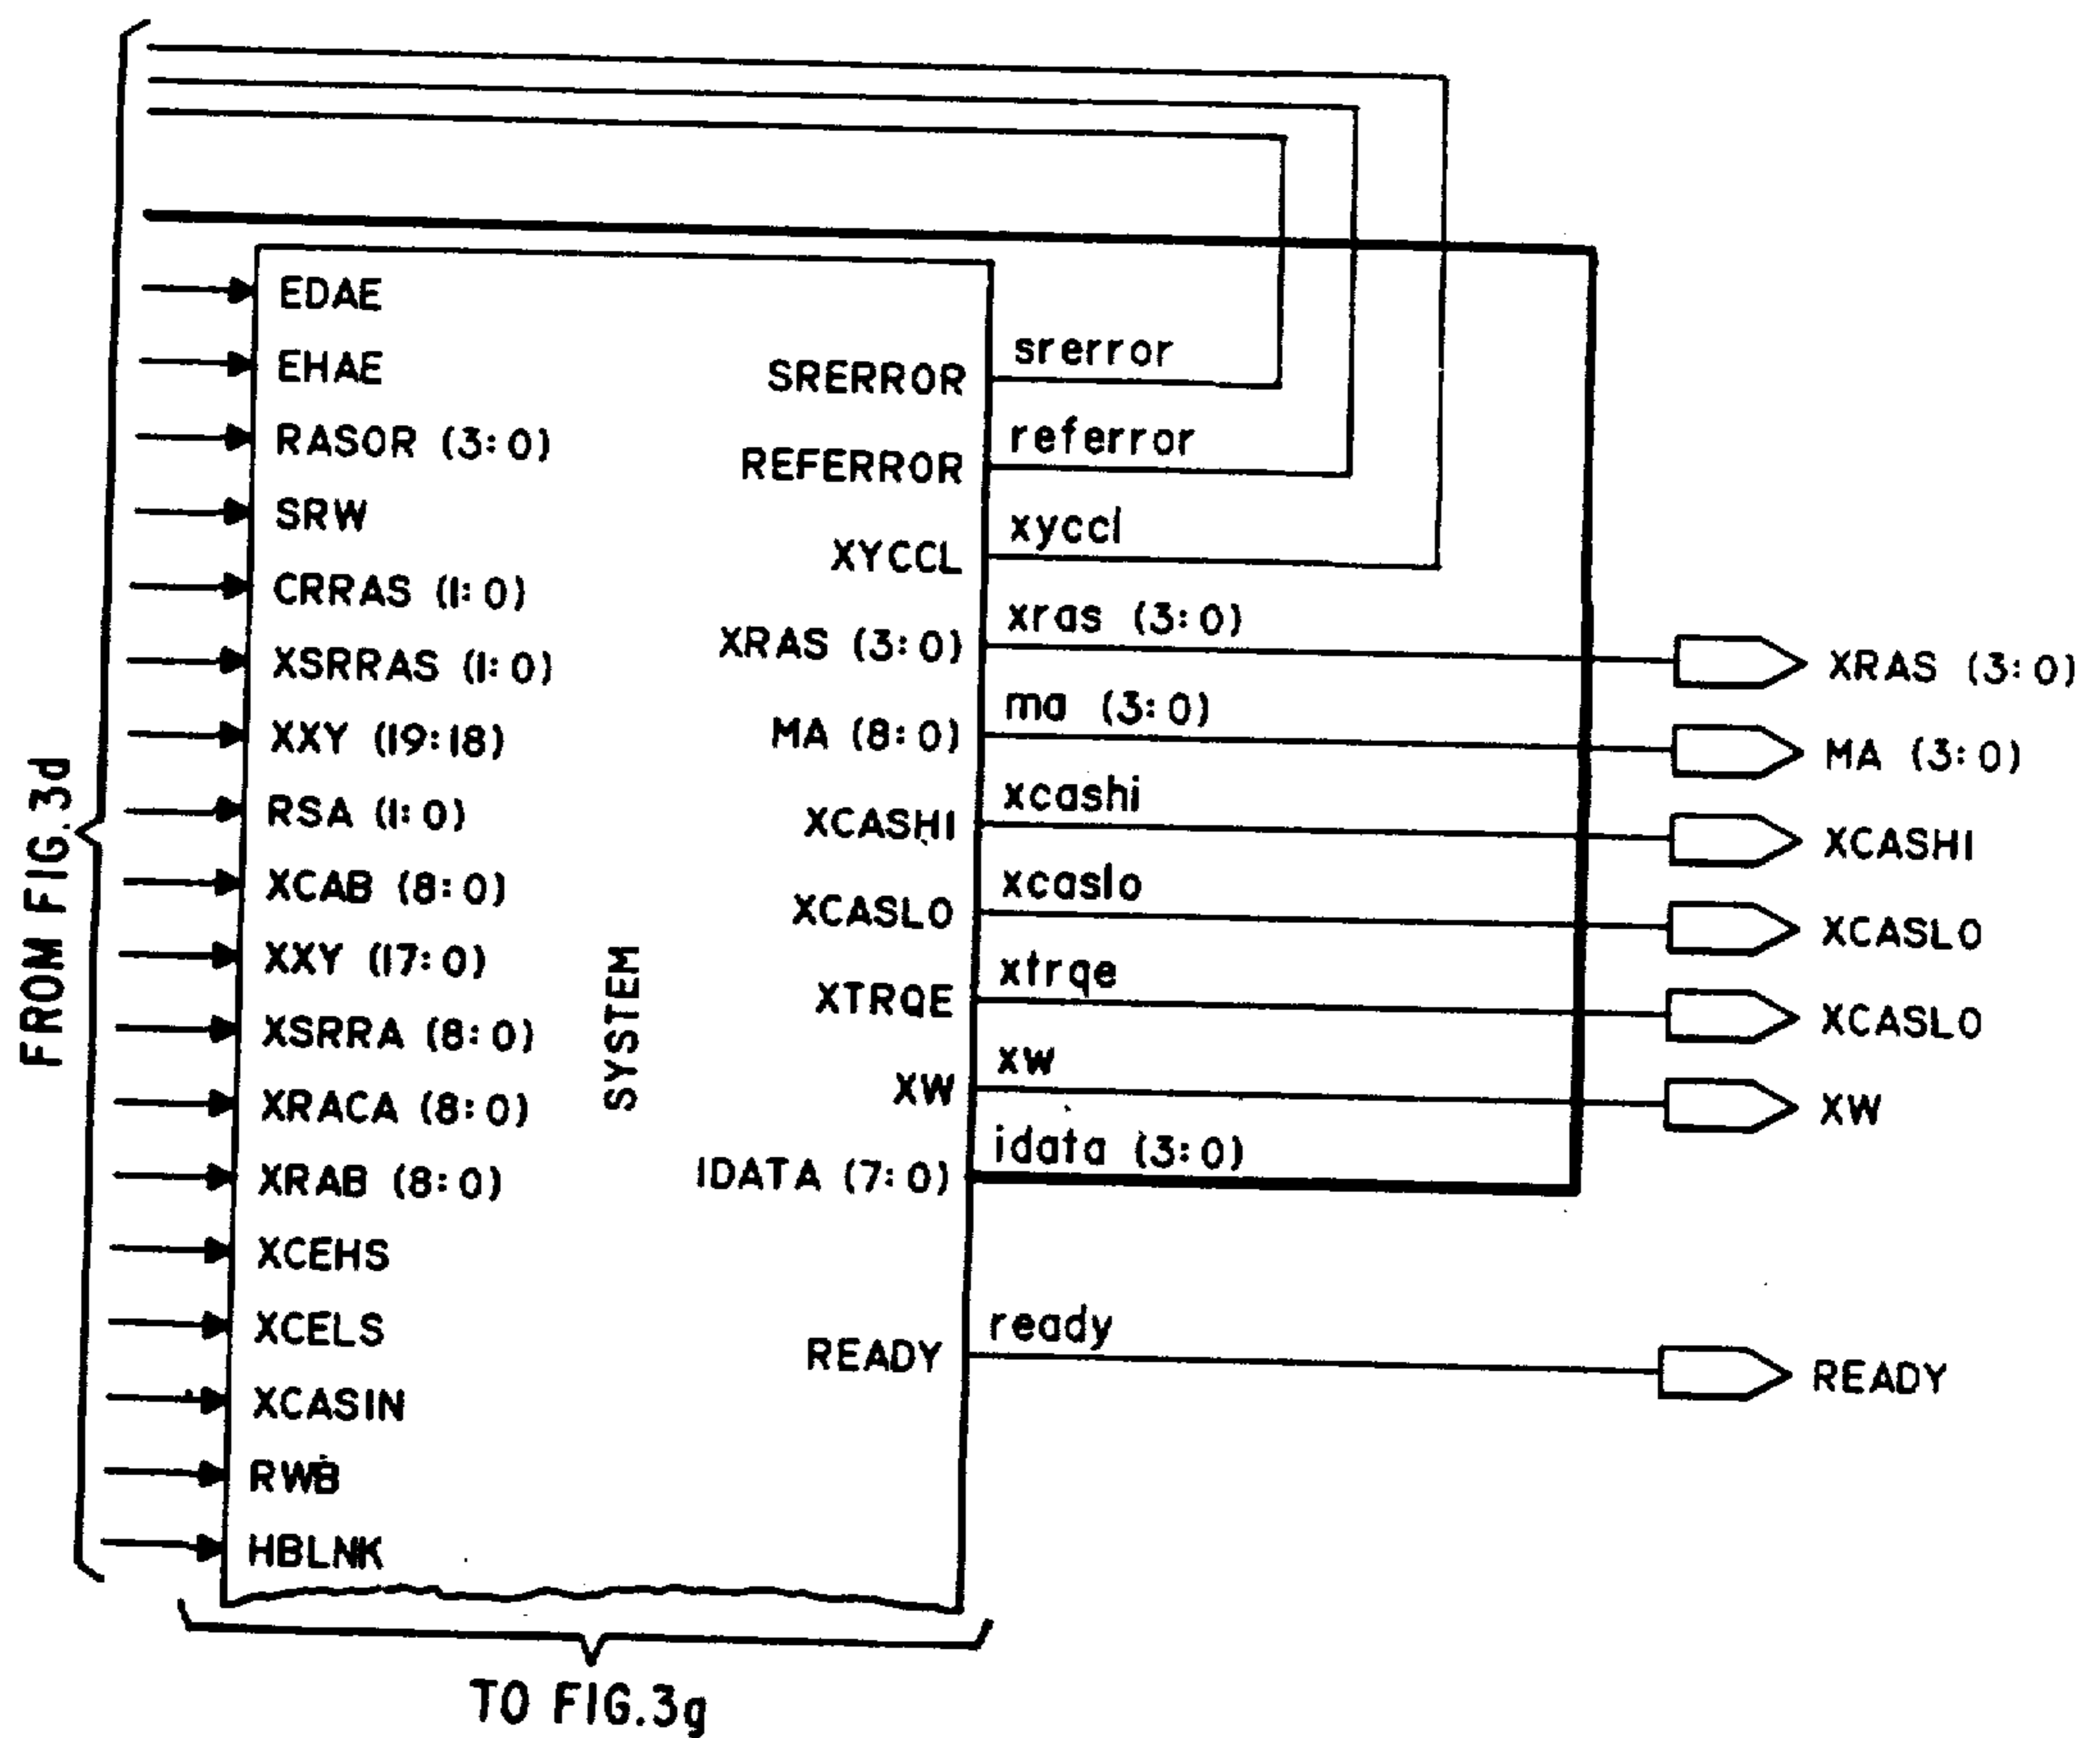 FROM FIG.3d
EDAE
EHAE
RASOR (3:0)
SRW
CRRAS (1:0)
XSRRAS (1:0)
XXY (19:18)
RSA (1:0)
XCAB (8:0)
XXY (17:0)
XSRRA (8:0)
XRACA (8:0)
XRAB (8:0)
XCEHS
XCELS
XCASIN
RWB
HBLNK
SYSTEM
SRERROR
srerror
REFERROR
referror
XYCCL
xyccl
XRAS (3:0)
xras (3:0)
XRAS (3:0)
MA (8:0)
ma (3:0)
MA (3:0)
XCASHI
xcashi
XCASHI
XCASLO
xcaslo
XCASLO
XTRQE
xtrqe
XCASLO
XW
xw
XW
IDATA (7:0)
idata (3:0)
READY
ready
READY
TO FIG.3g